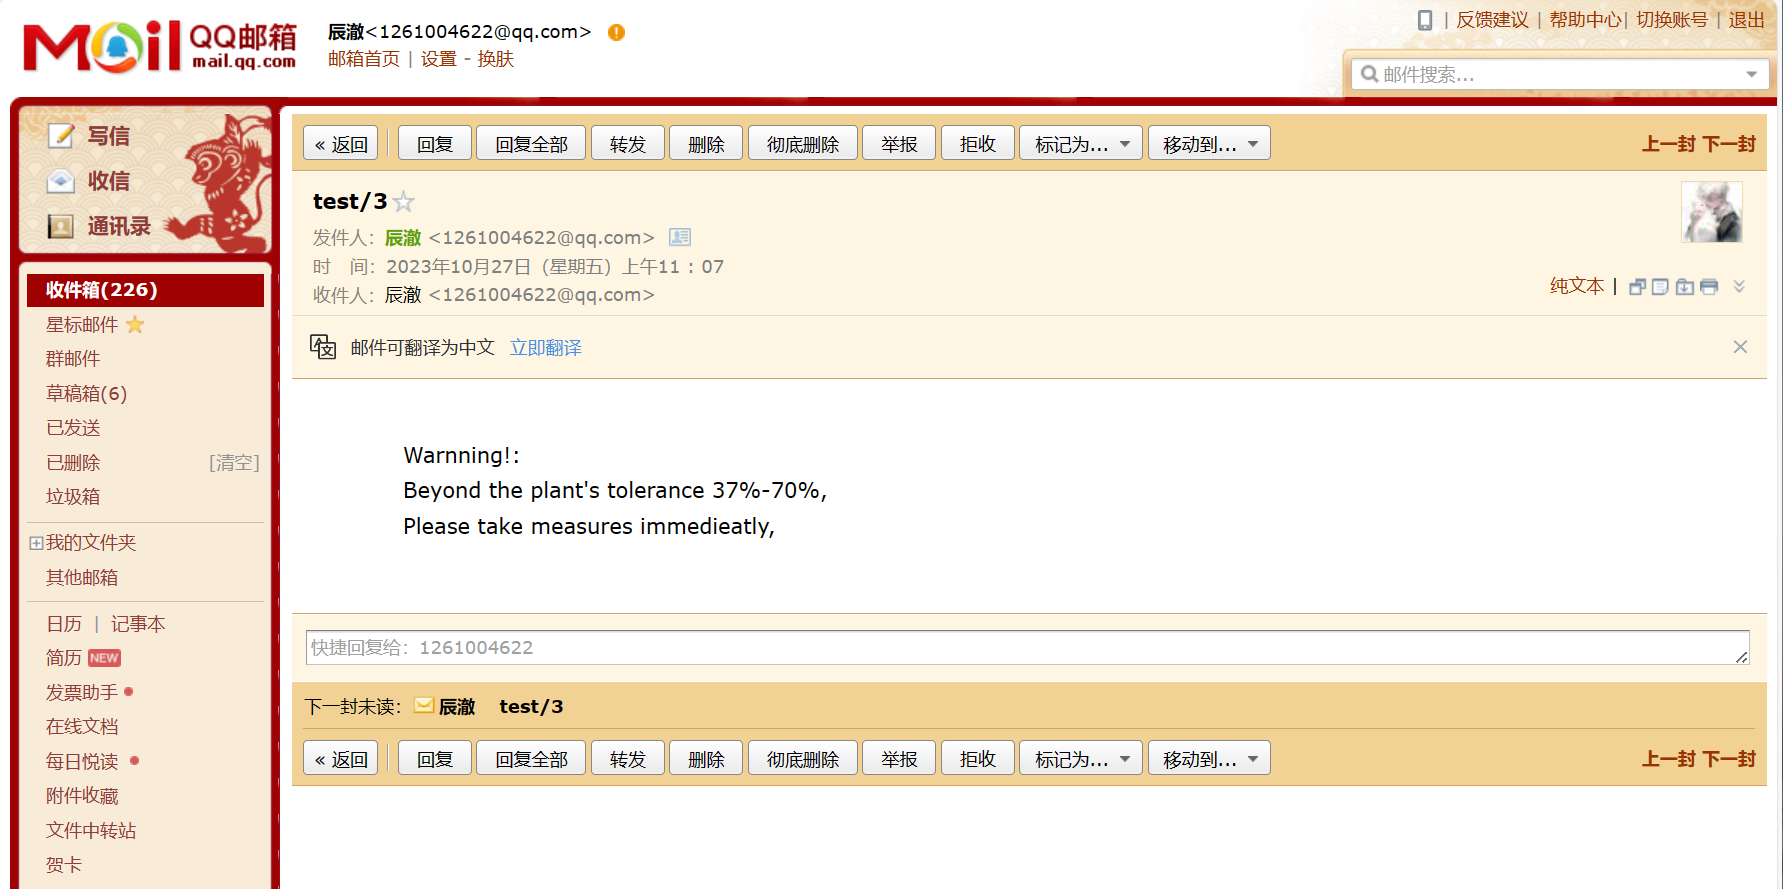 Mail QQ邮箱
mail.qq.com
辰澈<1261004622@qq.com>
邮箱首页 | 设置 - 换肤
| 反馈建议 | 帮助中心| 切换账号 | 退出
邮件搜索...
写信
收信
通讯录
收件箱(226)
星标邮件
群邮件
草稿箱(6)
已发送
已删除 [清空]
垃圾箱
我的文件夹
其他邮箱
日历 | 记事本
简历 NEW
发票助手
在线文档
每日悦读
附件收藏
文件中转站
贺卡
« 返回 回复 回复全部 转发 删除 彻底删除 举报 拒收 标记为... 移动到... 上一封 下一封
test/3
发件人：辰澈 <1261004622@qq.com>
时 间：2023年10月27日（星期五）上午11：07
收件人：辰澈 <1261004622@qq.com>
纯文本 |
邮件可翻译为中文 立即翻译
Warnning!:
Beyond the plant's tolerance 37%-70%,
Please take measures immedieatly,
快捷回复给：1261004622
下一封未读：辰澈 test/3
« 返回 回复 回复全部 转发 删除 彻底删除 举报 拒收 标记为... 移动到... 上一封 下一封